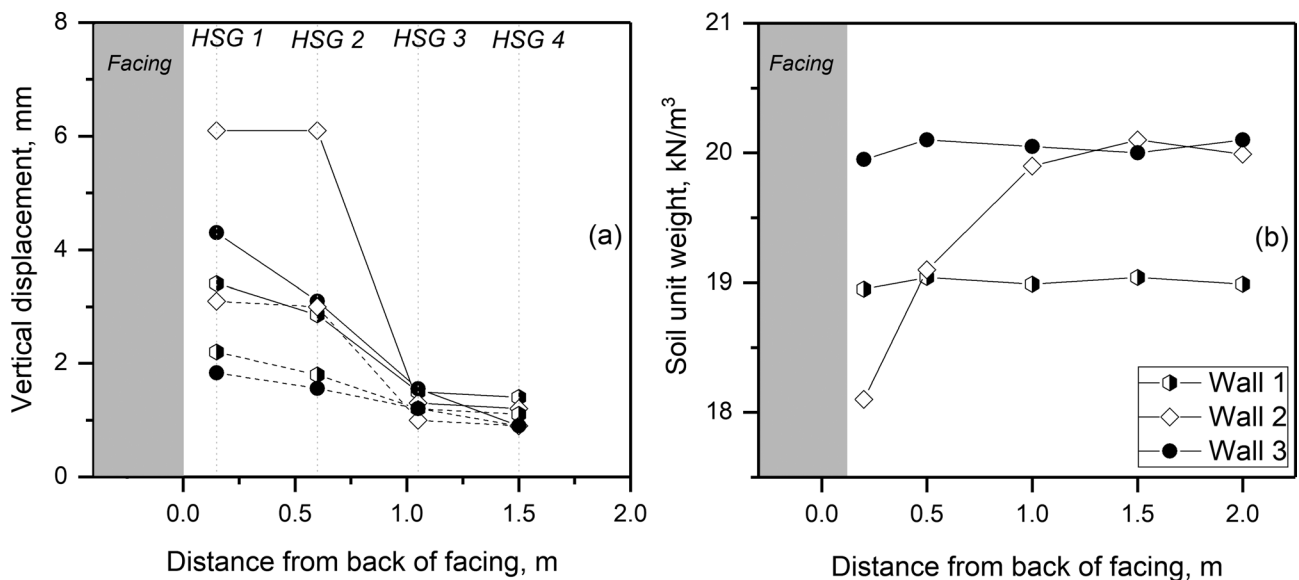 HSG 1 HSG 2 HSG 3 HSG 4
Facing
(a)
Vertical displacement, mm
8
6
4
2
0
0.0 0.5 1.0 1.5 2.0
Distance from back of facing, m
Facing
(b)
Soil unit weight, kN/m³
21
20
19
18
Wall 1
Wall 2
Wall 3
0.0 0.5 1.0 1.5 2.0
Distance from back of facing, m